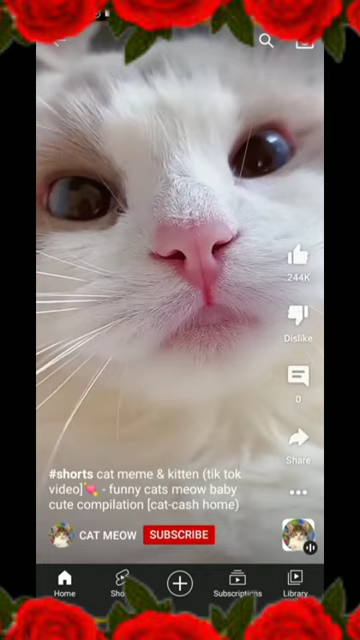 244K
Dislike
0
Share
#shorts cat meme & kitten (tik tok
video)💘 - funny cats meow baby
cute compilation [cat-cash home)
CAT MEOW SUBSCRIBE
Home Sho Subscriptions Library